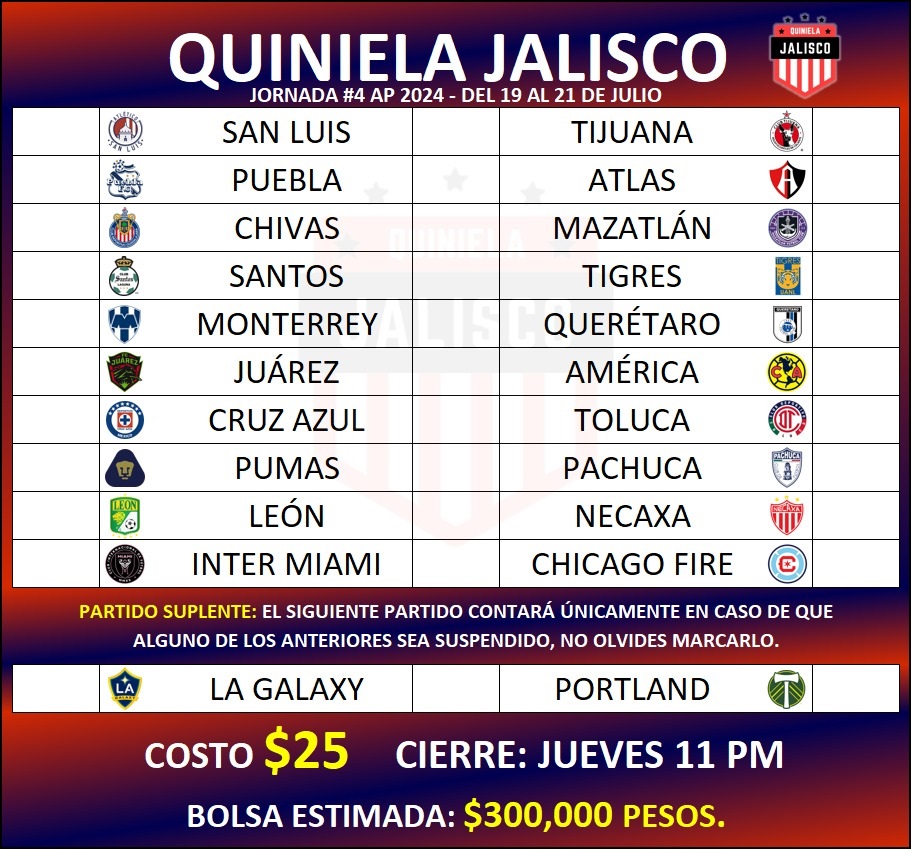 QUINIELA JALISCO
QUINIELA
JALISCO
JORNADA #4 AP 2024 - DEL 19 AL 21 DE JULIO
SAN LUIS TIJUANA
PUEBLA ATLAS
CHIVAS MAZATLÁN
SANTOS TIGRES
MONTERREY QUERÉTARO
JUÁREZ AMÉRICA
CRUZ AZUL TOLUCA
PUMAS PACHUCA
LEÓN NECAXA
INTER MIAMI CHICAGO FIRE
PARTIDO SUPLENTE: EL SIGUIENTE PARTIDO CONTARÁ ÚNICAMENTE EN CASO DE QUE
ALGUNO DE LOS ANTERIORES SEA SUSPENDIDO, NO OLVIDES MARCARLO.
LA GALAXY PORTLAND
COSTO $25 CIERRE: JUEVES 11 PM
BOLSA ESTIMADA: $300,000 PESOS.